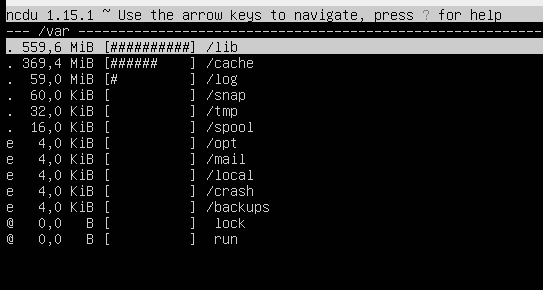 ncdu 1.15.1 ~ Use the arrow keys to navigate, press ? for help
--- /var -------------------------------------------------------
. 559,6 MiB [##########] /lib
. 369,4 MiB [######    ] /cache
.  59,0 MiB [#         ] /log
.  60,0 KiB [          ] /snap
.  32,0 KiB [          ] /tmp
.  16,0 KiB [          ] /spool
e   4,0 KiB [          ] /opt
e   4,0 KiB [          ] /mail
e   4,0 KiB [          ] /local
e   4,0 KiB [          ] /crash
e   4,0 KiB [          ] /backups
@   0,0   B [          ]  lock
@   0,0   B [          ]  run